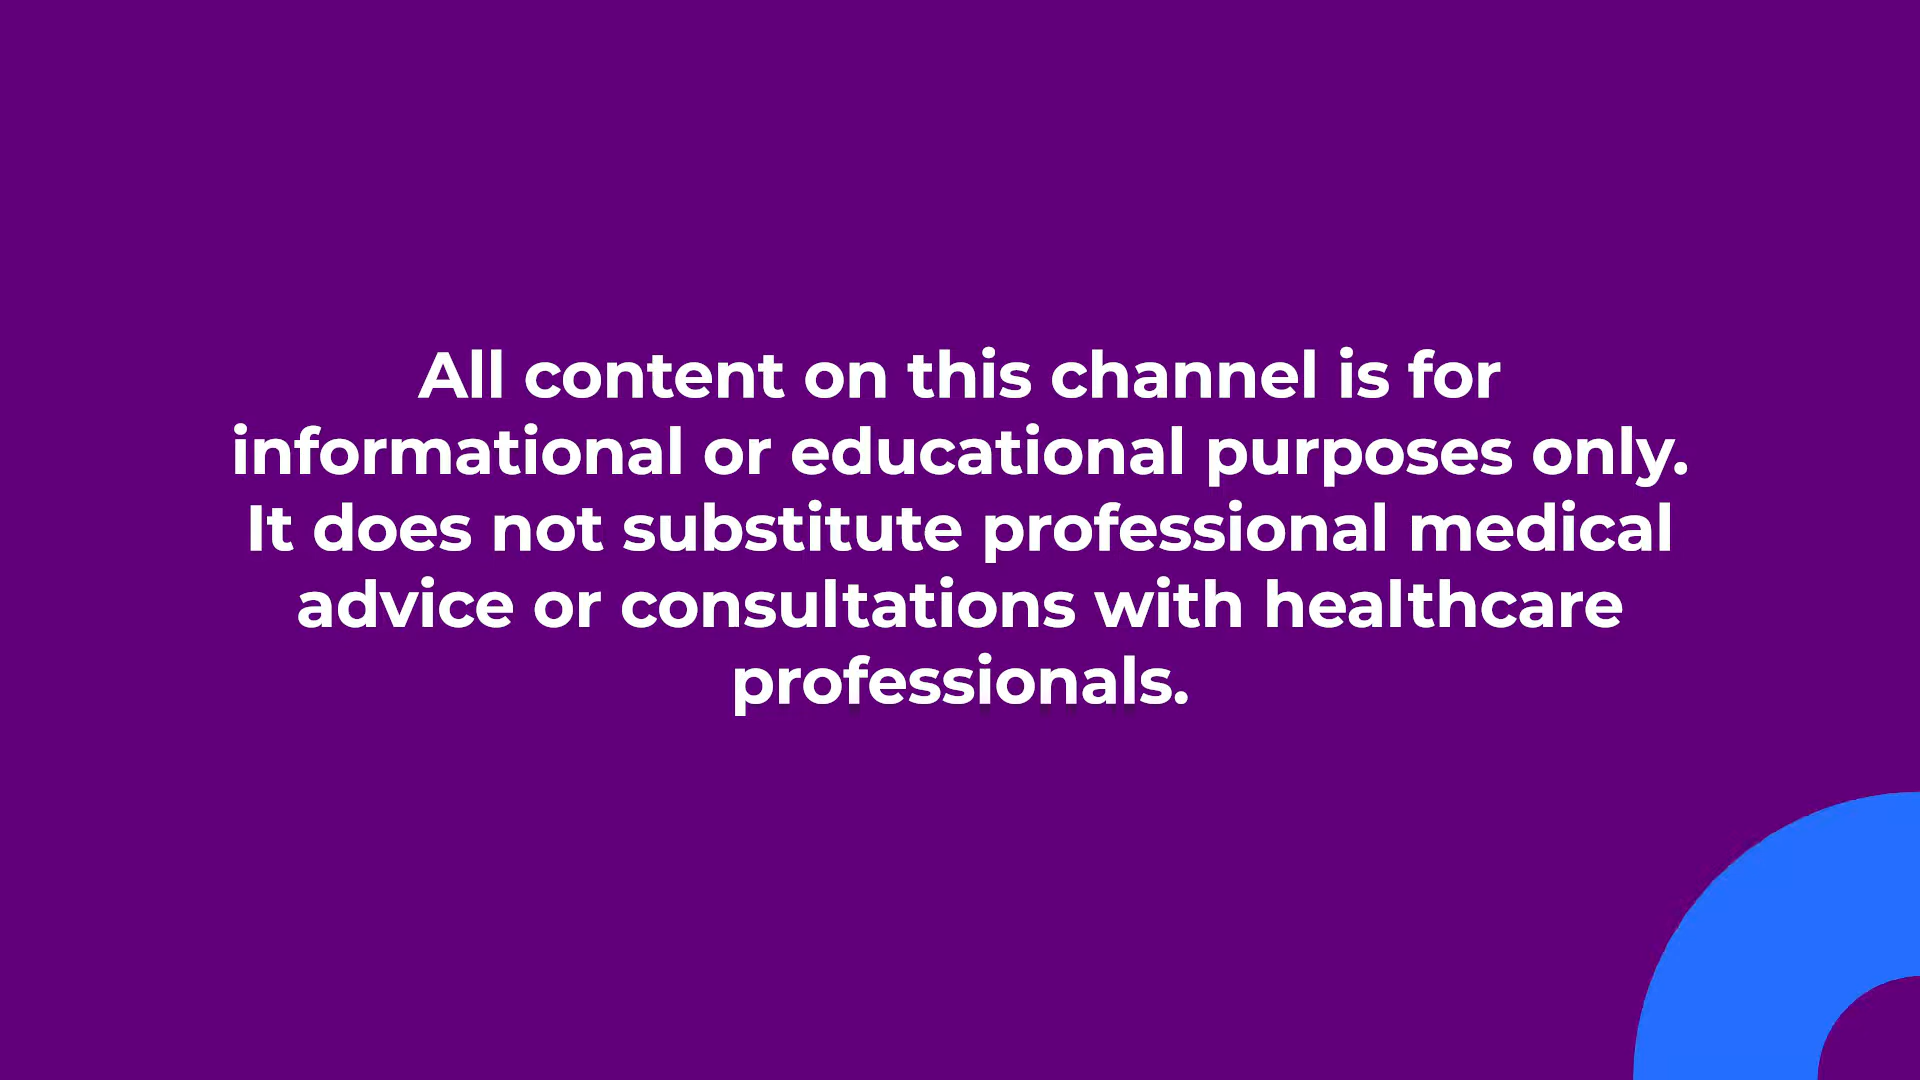 All content on this channel is for
informational or educational purposes only.
It does not substitute professional medical
advice or consultations with healthcare
professionals.